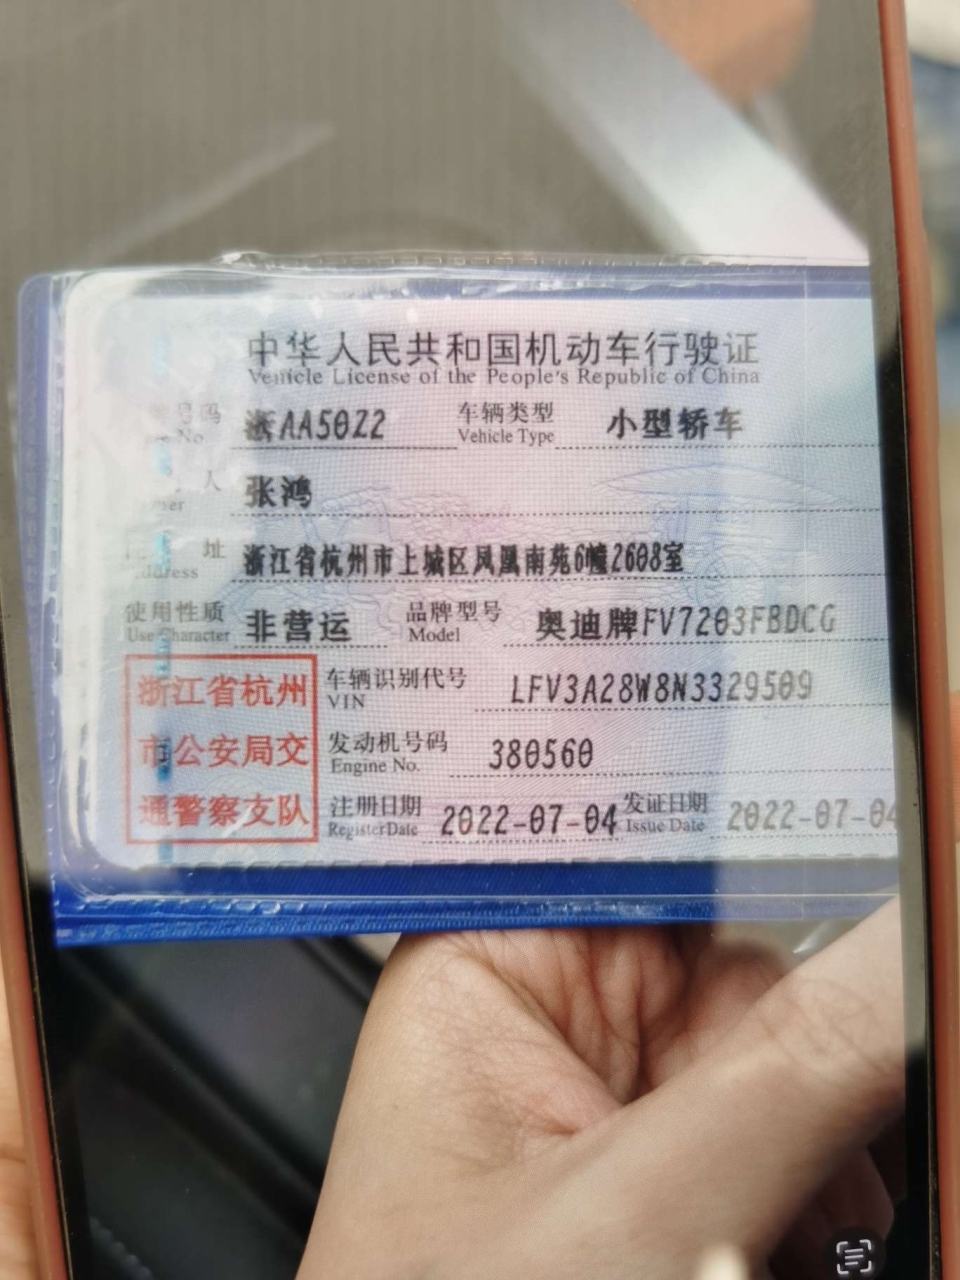 中华人民共和国机动车行驶证
Vehicle License of the People's Republic of China
号码 浙AA5022 车辆类型 小型轿车
No. Vehicle Type
人 张鸿
址 浙江省杭州市上城区凤凰南苑6幢2608室
使用性质 非营运 品牌型号 奥迪牌FV7203FBDCG
Use Character Model
浙江省杭州 车辆识别代号 LFV3A28W8N3329509
VIN
市公安局交 发动机号码 380560
Engine No.
通警察支队 注册日期 2022-07-04 发证日期 2022-07-04
Register Date Issue Date